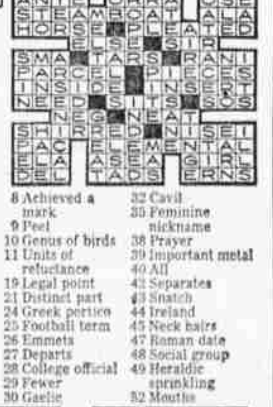 ANTE
STEAMBOAT ALA
HORSE PLEATED
ELSE SIR
SMA TARS RANI
PARCEL PIECES
INSIDE
NEED SITS SOS
NEG NEAT
SHIRRED NISEI
PEA ELEMENTAL
ACL ASEA GIRL
DEL TADS ERNS
8 Achieved a
mark
9 Peel
10 Genus of birds
11 Units of
reluctance
19 Legal point
21 Distinct part
24 Greek portico
25 Football term
26 Emmets
27 Departs
28 College official
29 Fewer
30 Gaelic
32 Cavil
35 Feminine
nickname
38 Prayer
39 Important metal
40 All
42 Separates
43 Snatch
44 Ireland
45 Neck hairs
47 Roman date
48 Social group
49 Heraldic
sprinkling
52 Mouths